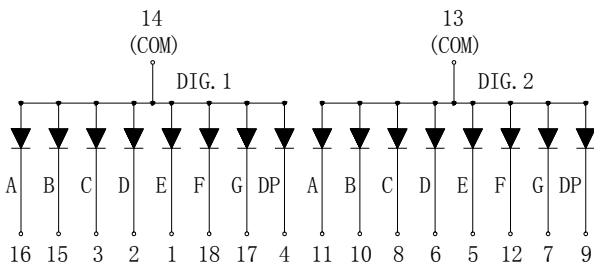 14 13
(COM) (COM)
DIG.1 DIG.2
A B C D E F G DP A B C D E F G DP
16 15 3 2 1 18 17 4 11 10 8 6 5 12 7 9